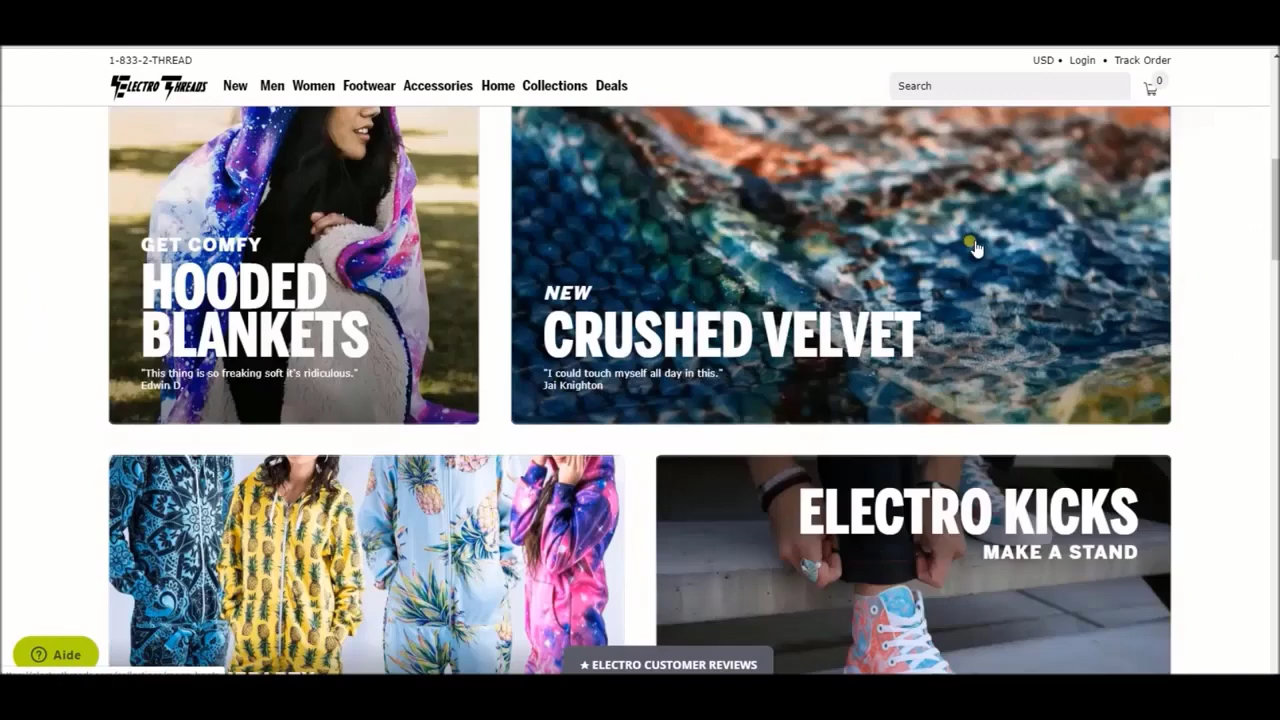 1-833-2-THREAD
USD • Login • Track Order
ELECTRO THREADS New Men Women Footwear Accessories Home Collections Deals
Search
0
GET COMFY
HOODED
BLANKETS
"This thing is so freaking soft it's ridiculous."
Edwin D.
NEW
CRUSHED VELVET
"I could touch myself all day in this."
Jai Knighton
ELECTRO KICKS
MAKE A STAND
? Aide
★ ELECTRO CUSTOMER REVIEWS